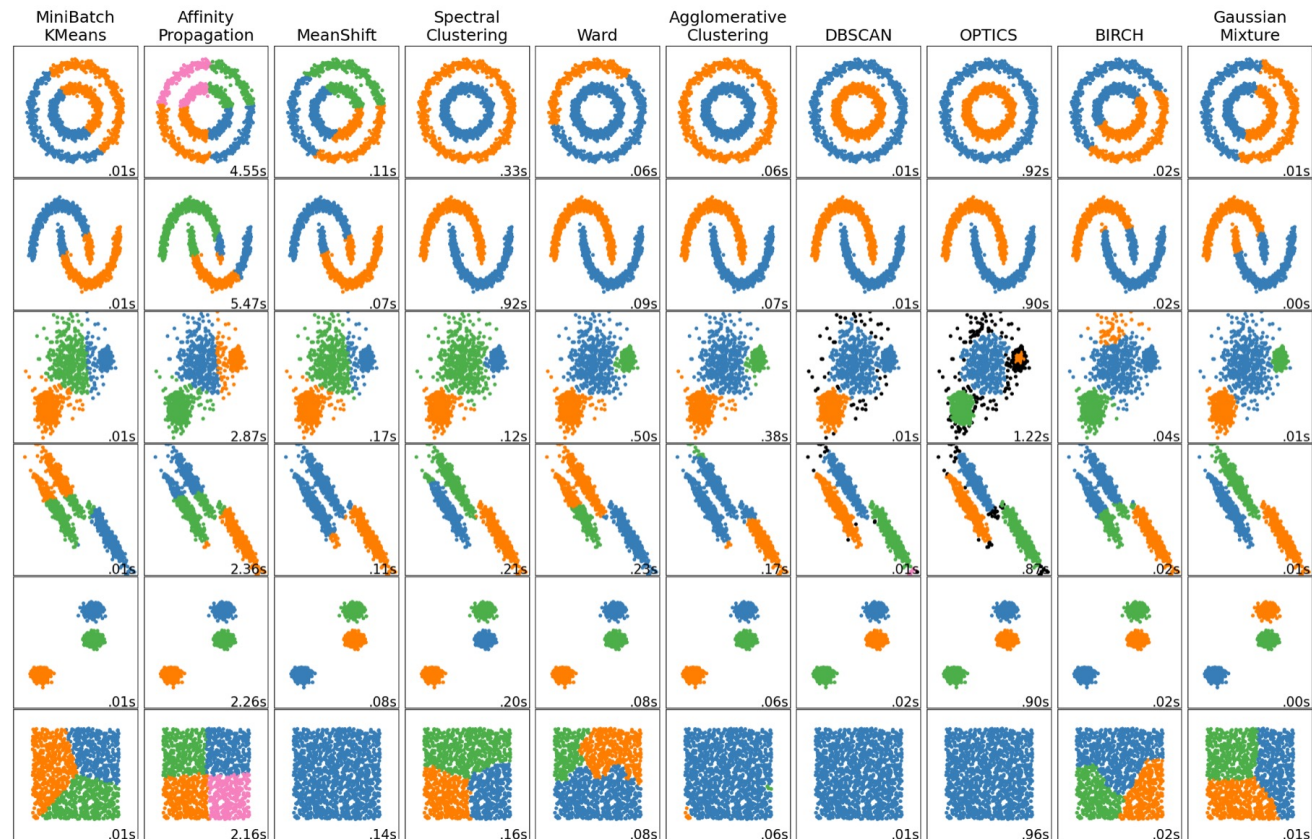 MiniBatch
KMeans
Affinity
Propagation
MeanShift
Spectral
Clustering
Ward
Agglomerative
Clustering
DBSCAN
OPTICS
BIRCH
Gaussian
Mixture
.01s 4.55s .11s .33s .06s .06s .01s .92s .02s .01s
.01s 5.47s .07s .92s .09s .07s .01s .90s .02s .00s
.01s 2.87s .17s .12s .50s .38s .01s 1.22s .04s .01s
.01s 2.36s .11s .21s .23s .17s .01s .87s .02s .01s
.01s 2.26s .08s .20s .08s .06s .02s .90s .02s .00s
.01s 2.16s .14s .16s .08s .06s .01s .96s .02s .01s